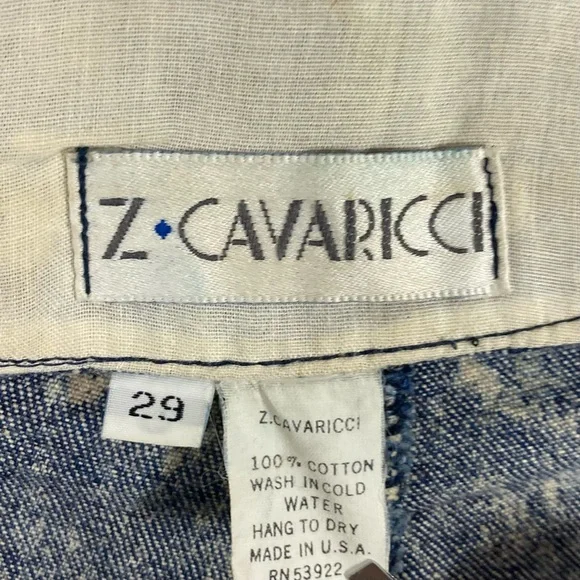 Z•CAVARICCI
29
Z.CAVARICCI
100% COTTON
WASH IN COLD
WATER
HANG TO DRY
MADE IN U.S.A.
RN 53922